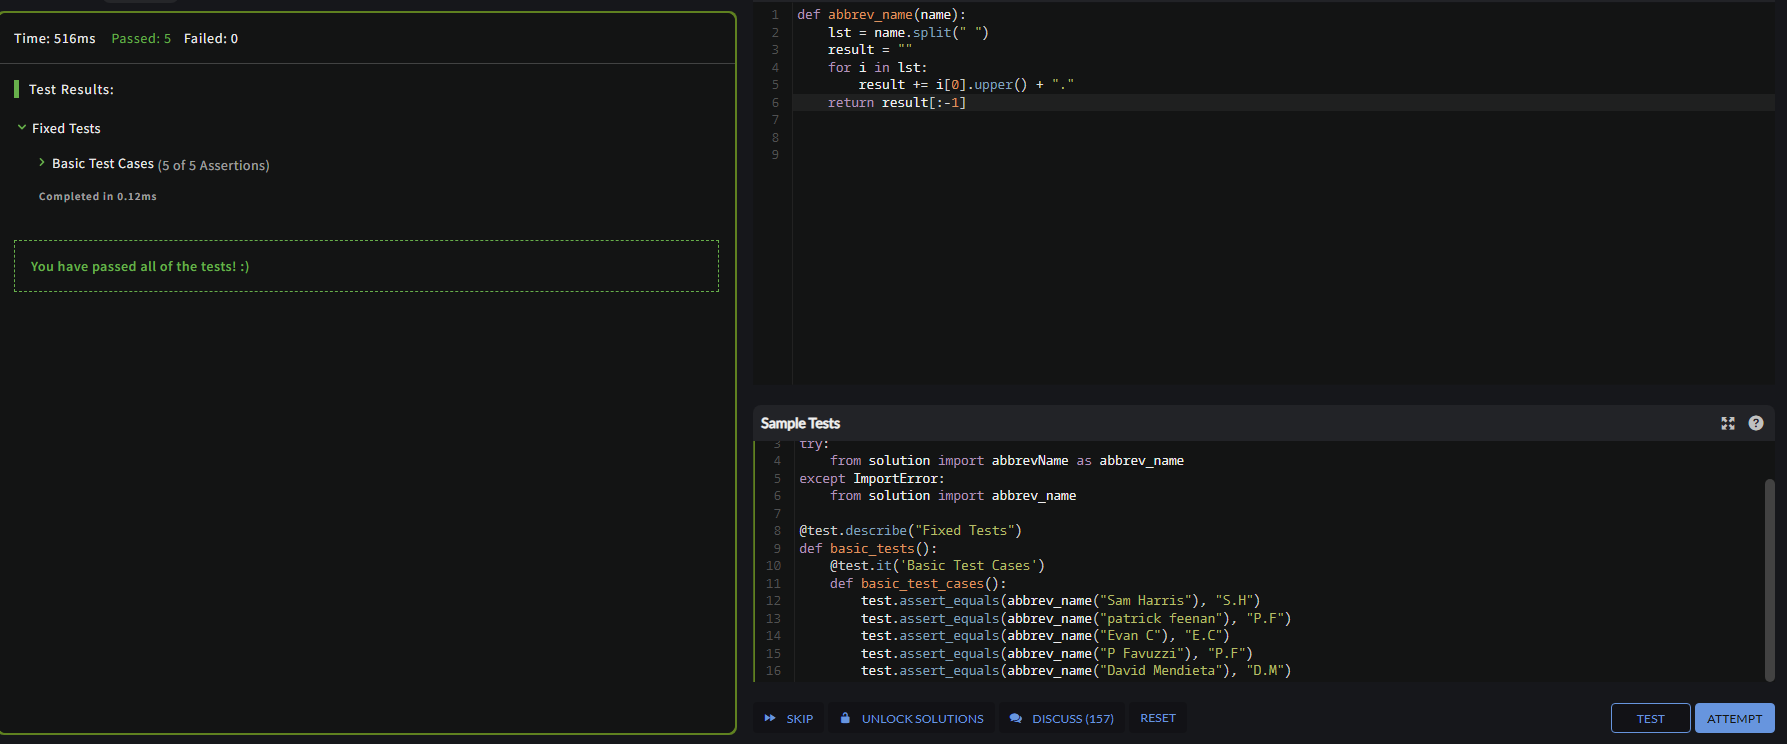 Time: 516ms Passed: 5 Failed: 0
Test Results:
Fixed Tests
Basic Test Cases (5 of 5 Assertions)
Completed in 0.12ms
You have passed all of the tests! :)
1 def abbrev_name(name):
2     lst = name.split(" ")
3     result = ""
4     for i in lst:
5         result += i[0].upper() + "."
6     return result[:-1]
7
8
9
Sample Tests
3 try:
4     from solution import abbrevName as abbrev_name
5 except ImportError:
6     from solution import abbrev_name
7
8 @test.describe("Fixed Tests")
9 def basic_tests():
10     @test.it('Basic Test Cases')
11     def basic_test_cases():
12         test.assert_equals(abbrev_name("Sam Harris"), "S.H")
13         test.assert_equals(abbrev_name("patrick feenan"), "P.F")
14         test.assert_equals(abbrev_name("Evan C"), "E.C")
15         test.assert_equals(abbrev_name("P Favuzzi"), "P.F")
16         test.assert_equals(abbrev_name("David Mendieta"), "D.M")
SKIP UNLOCK SOLUTIONS DISCUSS (157) RESET TEST ATTEMPT